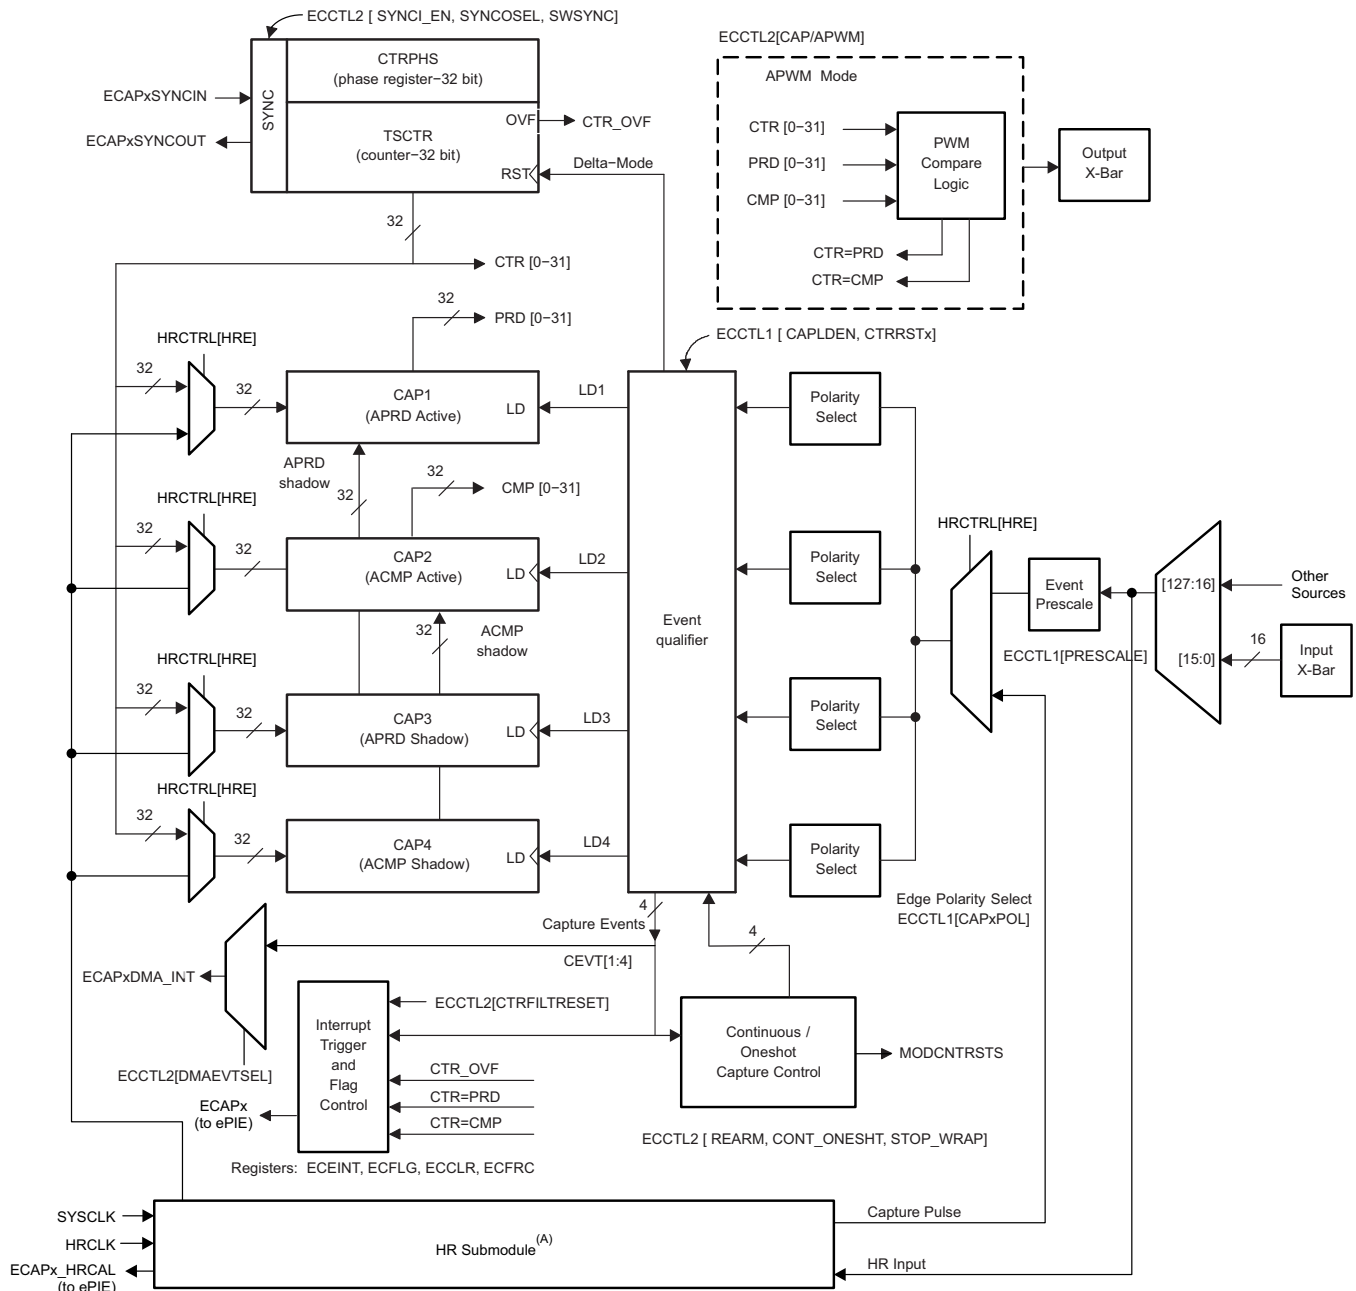 ECCTL2 [ SYNCI_EN, SYNCOSEL, SWSYNC]
CTRPHS
(phase register−32 bit)
SYNC
ECAPxSYNCIN
ECAPxSYNCOUT
TSCTR
(counter−32 bit)
OVF
CTR_OVF
RST
Delta−Mode
32
CTR [0−31]
32
PRD [0−31]
ECCTL2[CAP/APWM]
APWM Mode
CTR [0−31]
PRD [0−31]
CMP [0−31]
PWM
Compare
Logic
CTR=PRD
CTR=CMP
Output
X-Bar
ECCTL1 [ CAPLDEN, CTRRSTx]
HRCTRL[HRE]
32
32
CAP1
(APRD Active)
LD
LD1
Polarity
Select
APRD
shadow
32
32
CMP [0−31]
HRCTRL[HRE]
32
32
CAP2
(ACMP Active)
LD
LD2
Polarity
Select
32
ACMP
shadow
Event
qualifier
HRCTRL[HRE]
Event
Prescale
ECCTL1[PRESCALE]
[127:16]
Other
Sources
[15:0]
16
Input
X-Bar
HRCTRL[HRE]
32
32
CAP3
(APRD Shadow)
LD
LD3
Polarity
Select
HRCTRL[HRE]
32
32
CAP4
(ACMP Shadow)
LD
LD4
Polarity
Select
Edge Polarity Select
ECCTL1[CAPxPOL]
4
Capture Events
CEVT[1:4]
4
ECAPxDMA_INT
ECCTL2[DMAEVTSEL]
Interrupt
Trigger
and
Flag
Control
ECCTL2[CTRFILTRESET]
CTR_OVF
CTR=PRD
CTR=CMP
ECAPx
(to ePIE)
Continuous /
Oneshot
Capture Control
MODCNTRSTS
ECCTL2 [ REARM, CONT_ONESHT, STOP_WRAP]
Registers: ECEINT, ECFLG, ECCLR, ECFRC
SYSCLK
HRCLK
ECAPx_HRCAL
(to ePIE)
HR Submodule(A)
Capture Pulse
HR Input